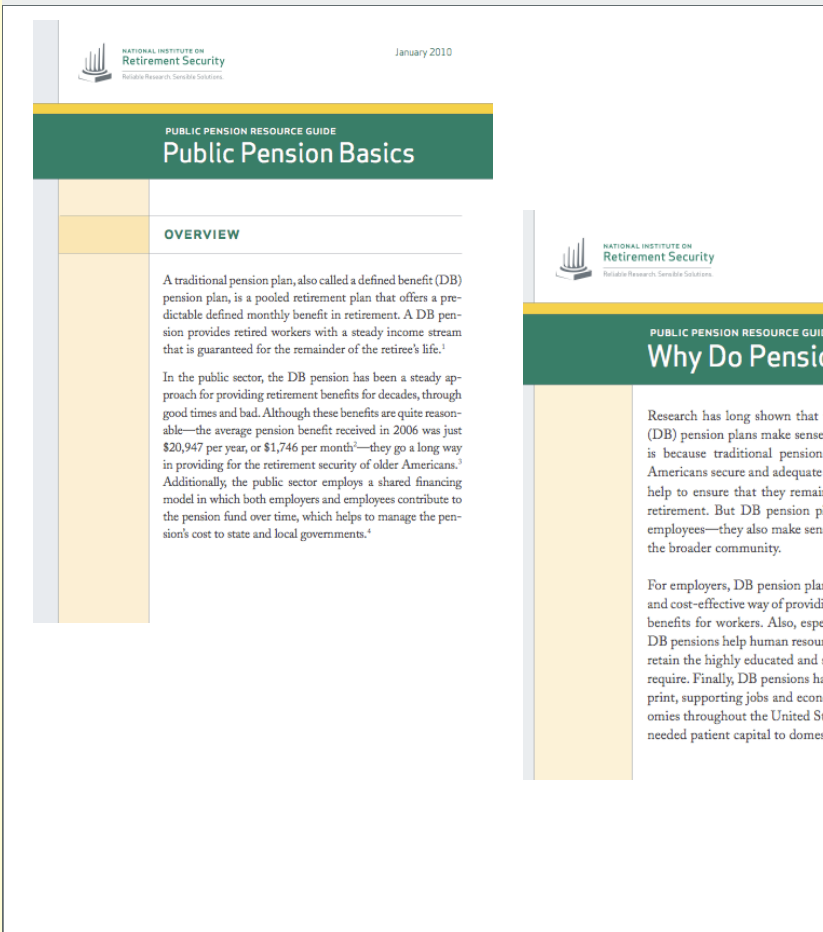 NATIONAL INSTITUTE ON
Retirement Security
Reliable Research. Sensible Solutions.
January 2010
PUBLIC PENSION RESOURCE GUIDE
Public Pension Basics
OVERVIEW
A traditional pension plan, also called a defined benefit (DB)
pension plan, is a pooled retirement plan that offers a pre-
dictable defined monthly benefit in retirement. A DB pen-
sion provides retired workers with a steady income stream
that is guaranteed for the remainder of the retiree's life.¹
In the public sector, the DB pension has been a steady ap-
proach for providing retirement benefits for decades, through
good times and bad. Although these benefits are quite reason-
able—the average pension benefit received in 2006 was just
$20,947 per year, or $1,746 per month²—they go a long way
in providing for the retirement security of older Americans.³
Additionally, the public sector employs a shared financing
model in which both employers and employees contribute to
the pension fund over time, which helps to manage the pen-
sion's cost to state and local governments.⁴
NATIONAL INSTITUTE ON
Retirement Security
Reliable Research. Sensible Solutions.
PUBLIC PENSION RESOURCE GUI
Why Do Pensio
Research has long shown that
(DB) pension plans make sense
is because traditional pension
Americans secure and adequate
help to ensure that they remai
retirement. But DB pension p
employees—they also make sen
the broader community.
For employers, DB pension plan
and cost-effective way of providi
benefits for workers. Also, espe
DB pensions help human resour
retain the highly educated and
require. Finally, DB pensions ha
print, supporting jobs and econ
omies throughout the United St
needed patient capital to domes